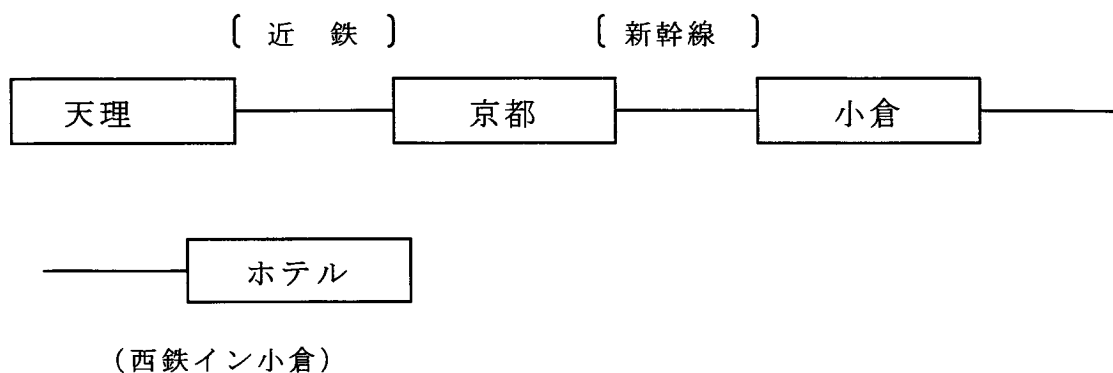 〔 近 鉄 〕 〔 新幹線 〕
天理 京都 小倉
ホテル
(西鉄イン小倉)